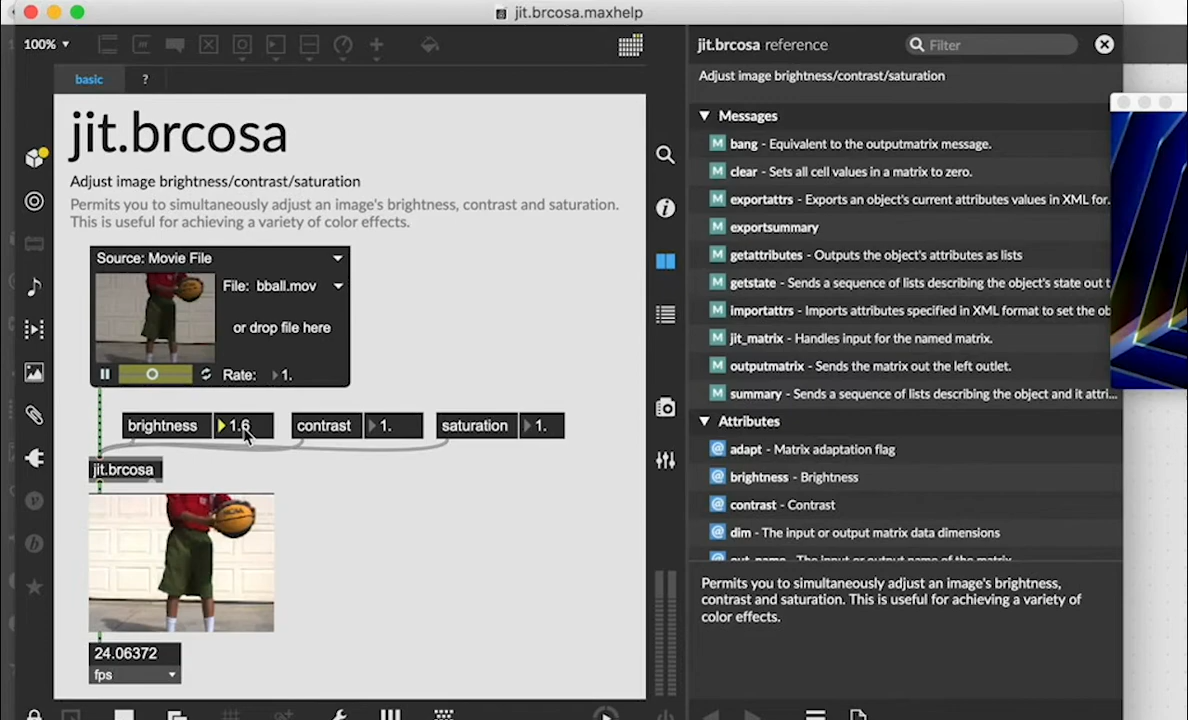 jit.brcosa.maxhelp
100%
basic
?
jit.brcosa
Adjust image brightness/contrast/saturation
Permits you to simultaneously adjust an image's brightness, contrast and saturation.
This is useful for achieving a variety of color effects.
Source: Movie File
File: bball.mov
or drop file here
Rate: 1.
brightness 1.6 contrast 1. saturation 1.
jit.brcosa
24.06372
fps
jit.brcosa reference
Filter
Adjust image brightness/contrast/saturation
Messages
M bang - Equivalent to the outputmatrix message.
M clear - Sets all cell values in a matrix to zero.
M exportattrs - Exports an object's current attributes values in XML for..
M exportsummary
M getattributes - Outputs the object's attributes as lists
M getstate - Sends a sequence of lists describing the object's state out t
M importattrs - Imports attributes specified in XML format to set the ob
M jit_matrix - Handles input for the named matrix.
M outputmatrix - Sends the matrix out the left outlet.
M summary - Sends a sequence of lists describing the object and it attri...
Attributes
@ adapt - Matrix adaptation flag
@ brightness - Brightness
@ contrast - Contrast
@ dim - The input or output matrix data dimensions
@ out_name - The input or output name of the matrix
Permits you to simultaneously adjust an image's brightness,
contrast and saturation. This is useful for achieving a variety of
color effects.